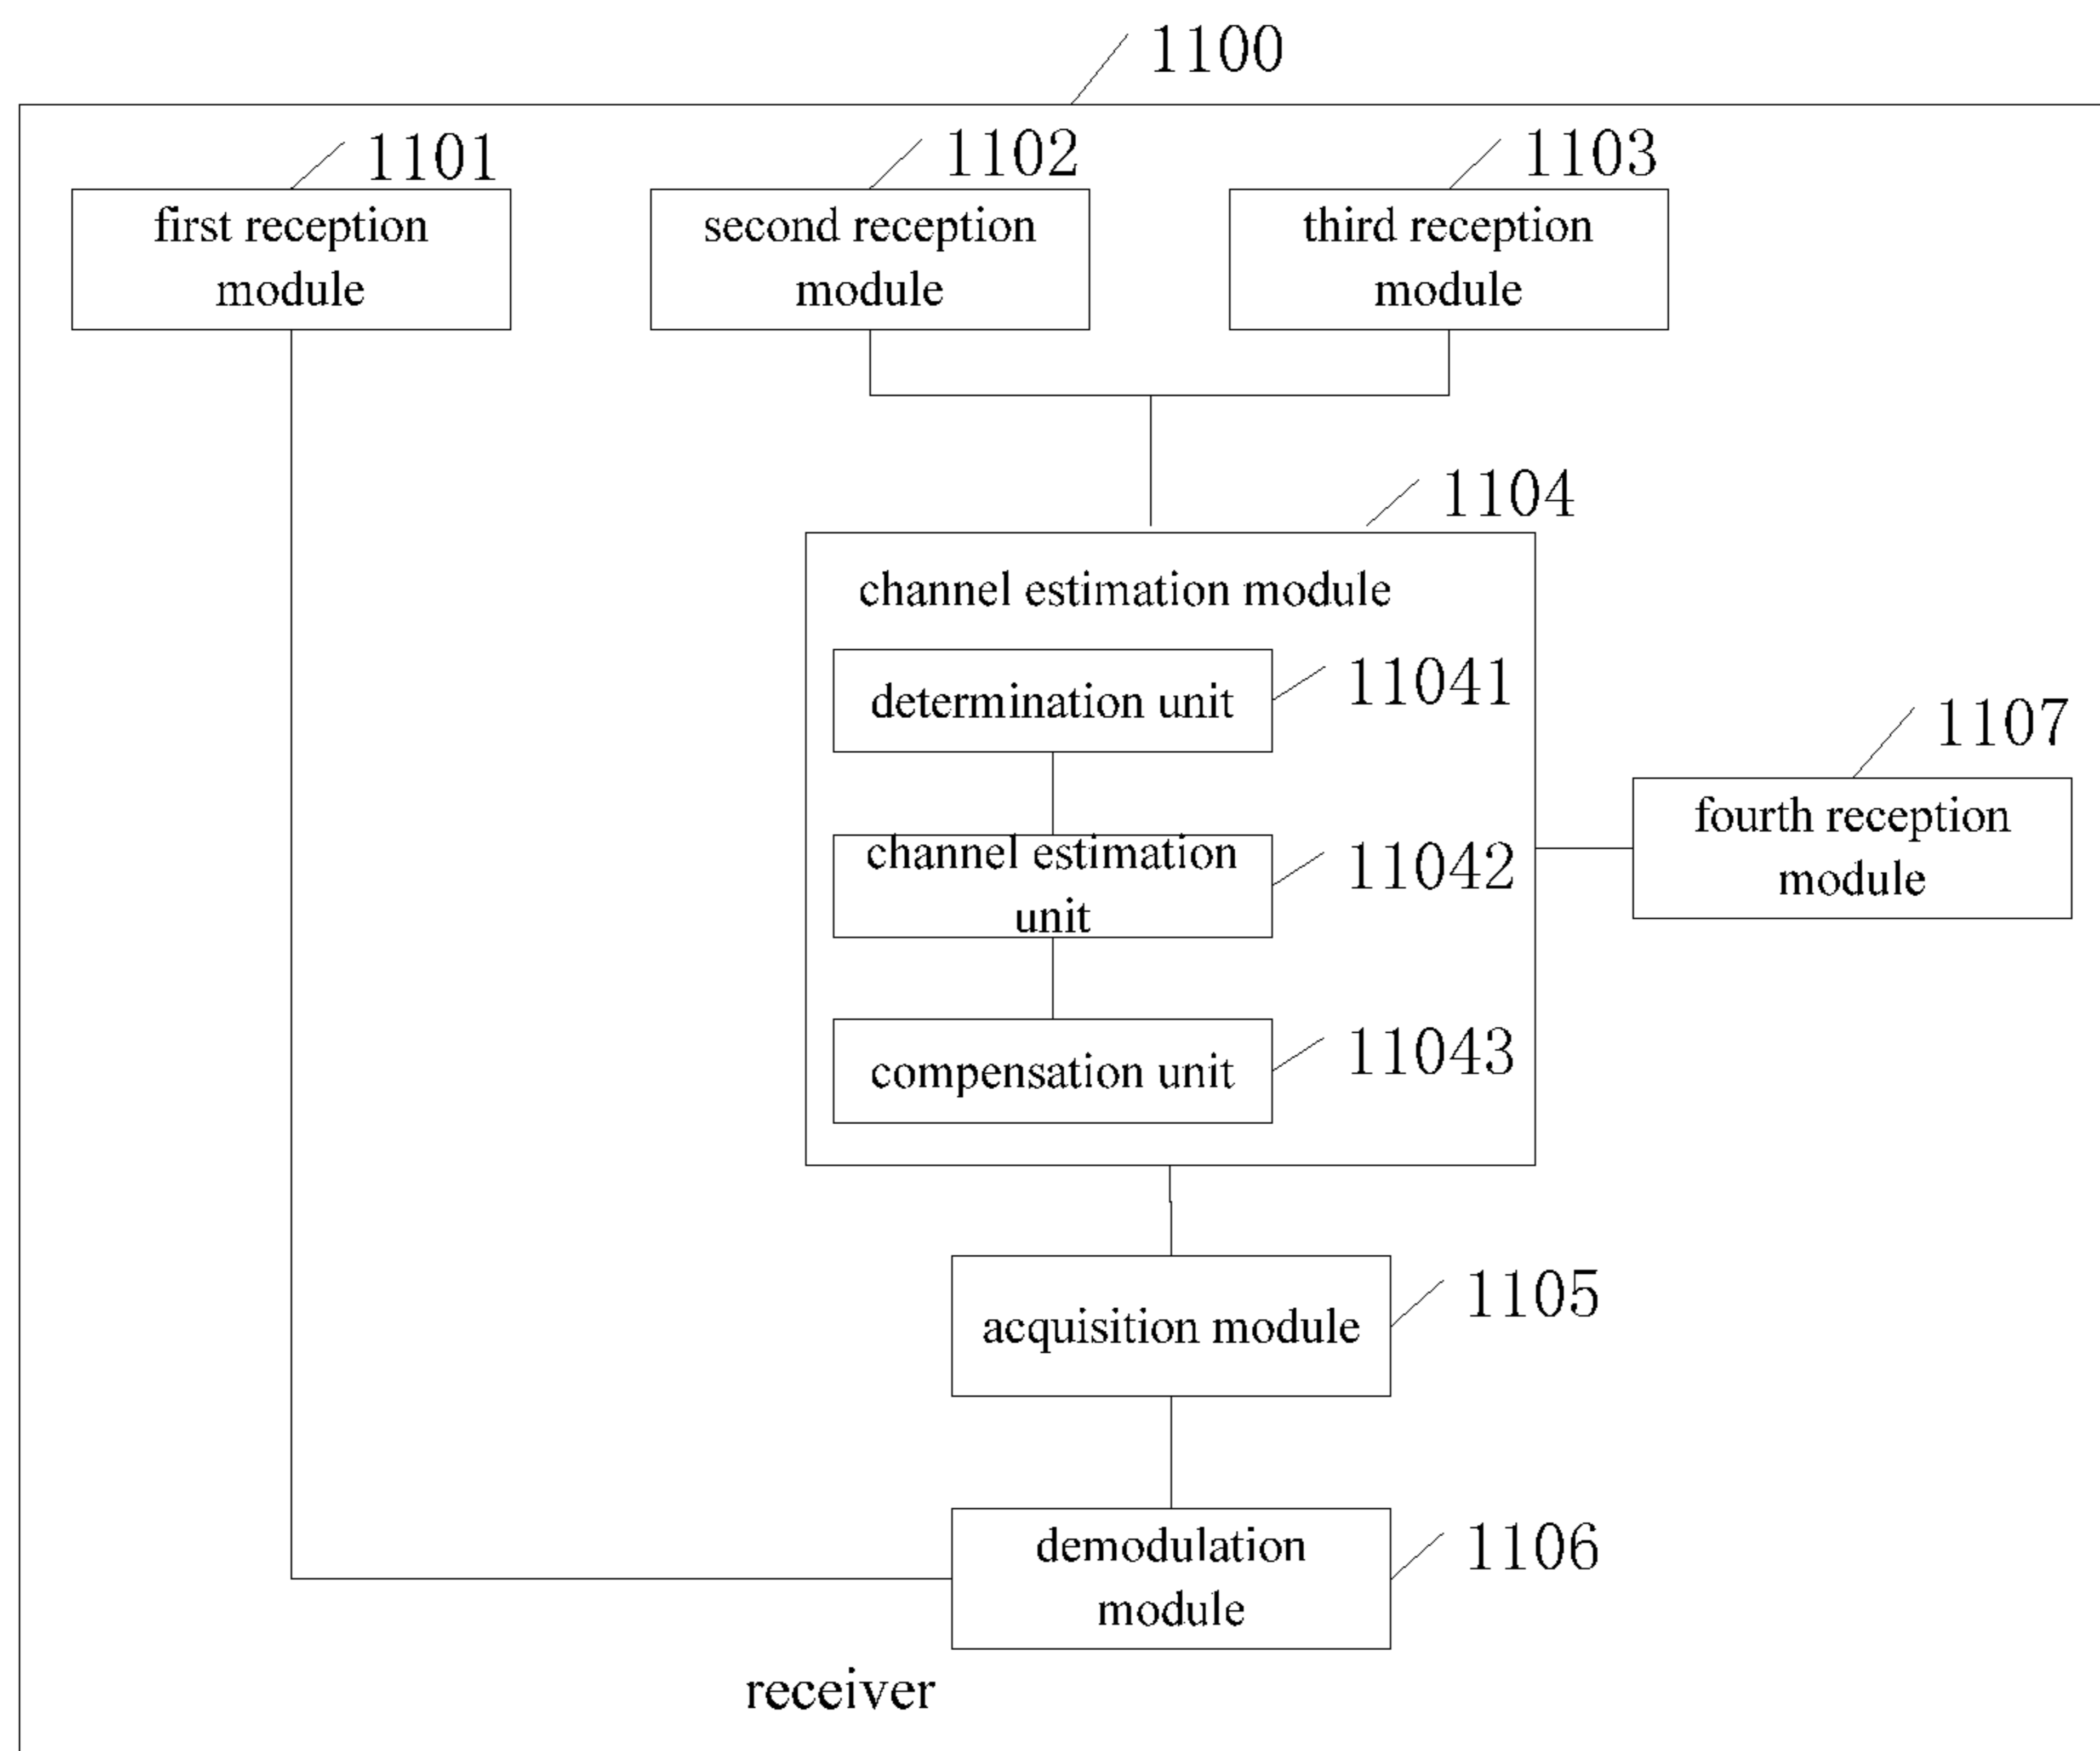 1100
1101
1102
1103
first reception
module
second reception
module
third reception
module
1104
channel estimation module
determination unit
11041
1107
fourth reception
module
channel estimation
unit
11042
compensation unit
11043
acquisition module
1105
demodulation
module
1106
receiver